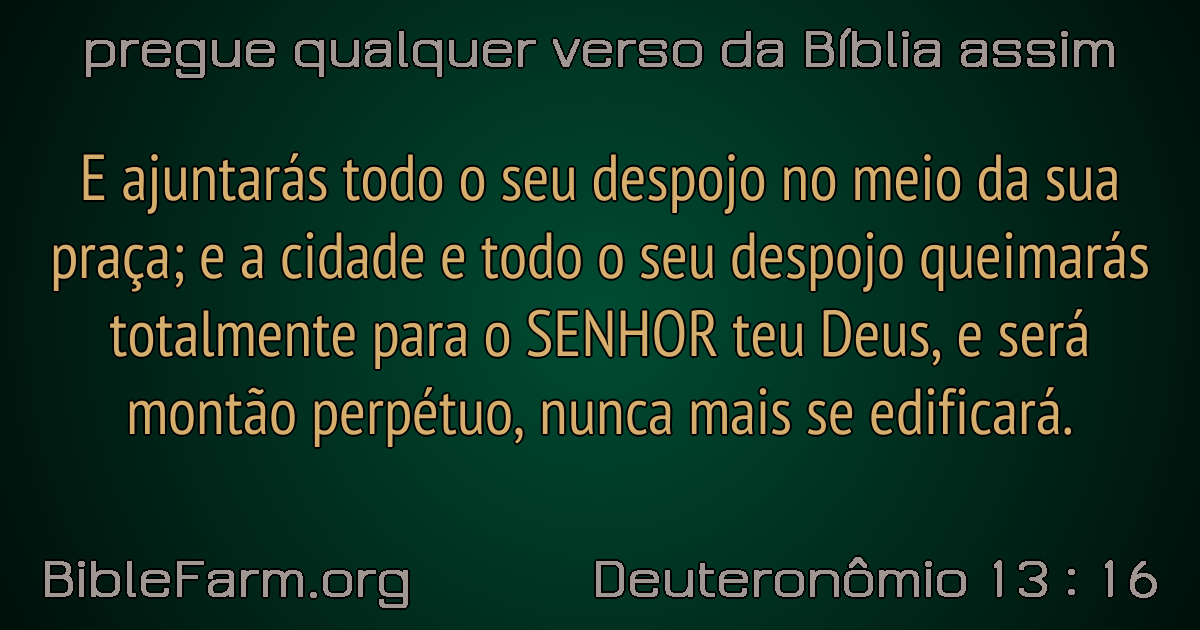 pregue qualquer verso da Bíblia assim
E ajuntarás todo o seu despojo no meio da sua
praça; e a cidade e todo o seu despojo queimarás
totalmente para o SENHOR teu Deus, e será
montão perpétuo, nunca mais se edificará.
BibleFarm.org
Deuteronômio 13 : 16